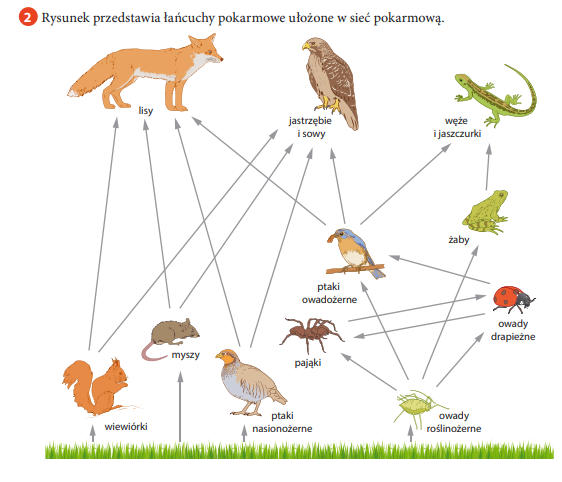 2 Rysunek przedstawia łańcuchy pokarmowe ułożone w sieć pokarmową.
lisy
jastrzębie
i sowy
węże
i jaszczurki
żaby
ptaki
owadożerne
owady
drapieżne
myszy
pająki
wiewiórki
ptaki
nasionożerne
owady
roślinożerne